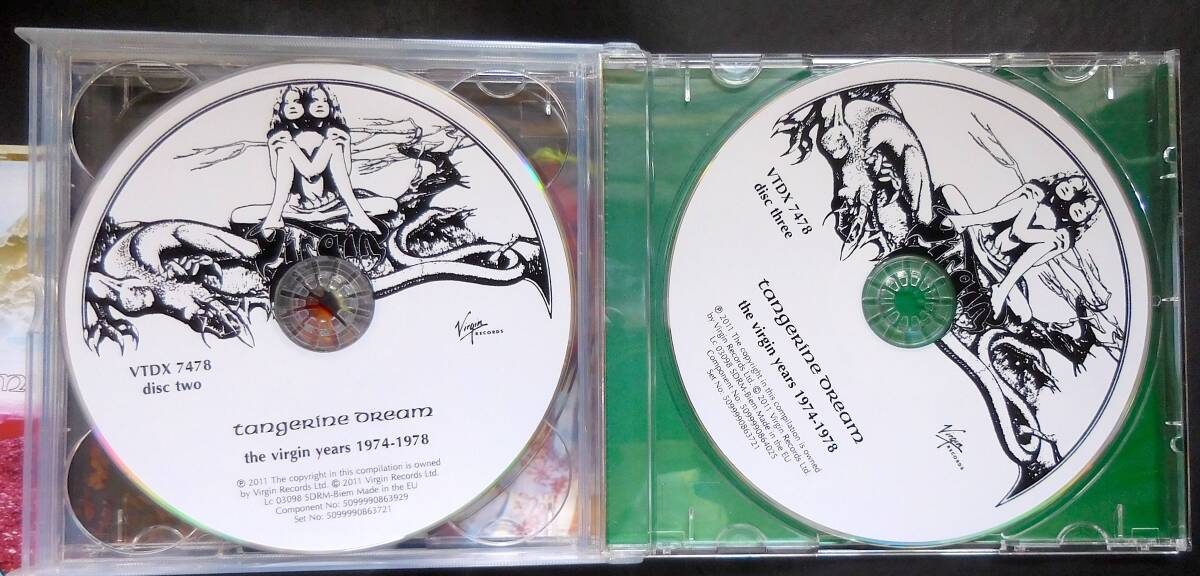 Virgin
Virgin
RECORDS
VTDX 7478
disc two
tangerine dream
the virgin years 1974-1978
℗ 2011 The copyright in this compilation is owned
by Virgin Records Ltd. © 2011 Virgin Records Ltd.
Lc 03098 SDRM-Biem Made in the EU
Component No: 5099990863929
Set No: 5099990863721
VTDX 7478
disc three
Virgin
tangerine dream
the virgin years 1974-1978
℗ 2011 The copyright in this compilation is owned
by Virgin Records Ltd. © 2011 Virgin Records Ltd.
Lc 03098 SDRM-Biem Made in the EU
Component No: 5099990864025
Set No: 5099990863721
Virgin
RECORDS